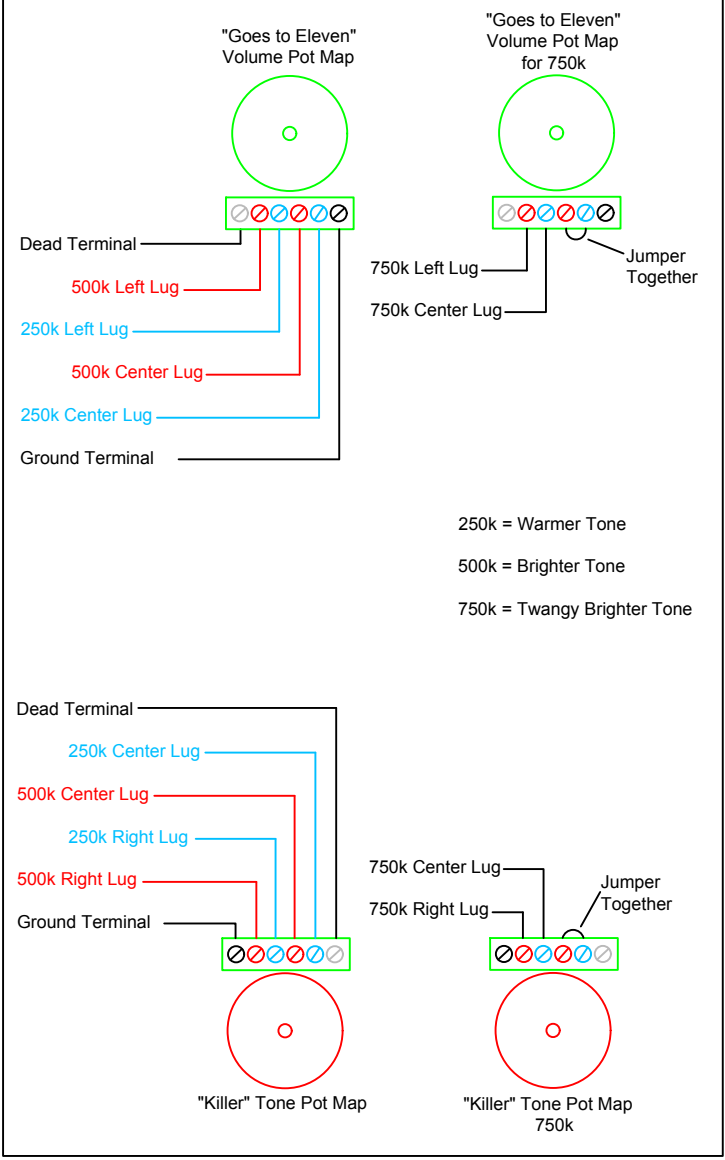 "Goes to Eleven"
Volume Pot Map
"Goes to Eleven"
Volume Pot Map
for 750k
Dead Terminal
500k Left Lug
250k Left Lug
500k Center Lug
250k Center Lug
Ground Terminal
750k Left Lug
750k Center Lug
Jumper
Together
250k = Warmer Tone
500k = Brighter Tone
750k = Twangy Brighter Tone
Dead Terminal
250k Center Lug
500k Center Lug
250k Right Lug
500k Right Lug
Ground Terminal
750k Center Lug
750k Right Lug
Jumper
Together
"Killer" Tone Pot Map
"Killer" Tone Pot Map
750k